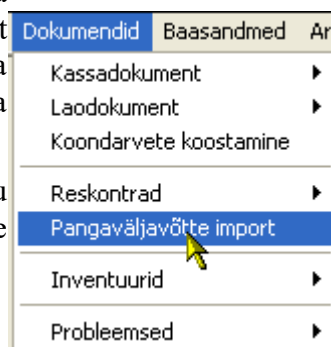 Dokumendid Baasandmed
Kassadokument
Laodokument
Koondarvete koostamine
Reskontrad
Pangaväljavõtte import
Inventuurid
Probleemsed